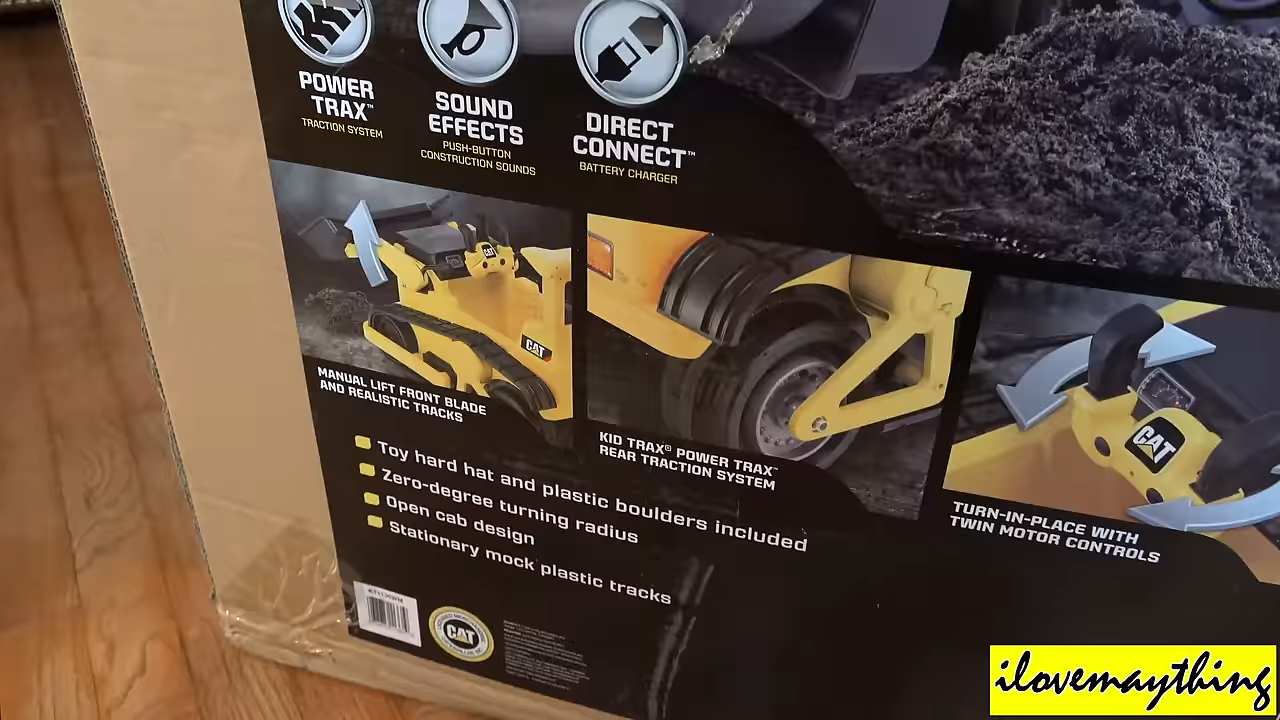 POWER
TRAX™
TRACTION SYSTEM
SOUND
EFFECTS
PUSH-BUTTON
CONSTRUCTION SOUNDS
DIRECT
CONNECT™
BATTERY CHARGER
CAT
CAT
MANUAL LIFT FRONT BLADE
AND REALISTIC TRACKS
KID TRAX® POWER TRAX™
REAR TRACTION SYSTEM
CAT
TURN-IN-PLACE WITH
TWIN MOTOR CONTROLS
Toy hard hat and plastic boulders included
Zero-degree turning radius
Open cab design
Stationary mock plastic tracks
CAT
ilovemaything